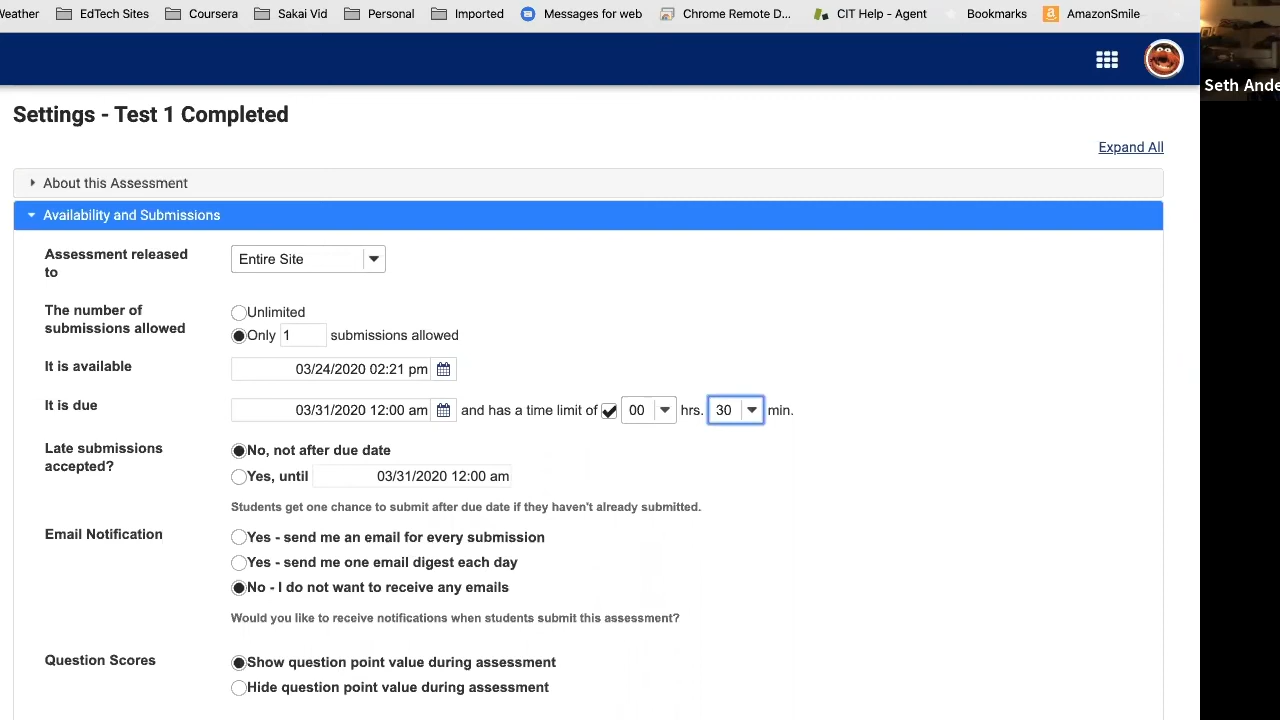 eather EdTech Sites Coursera Sakai Vid Personal Imported Messages for web Chrome Remote D... CIT Help - Agent Bookmarks AmazonSmile
Seth Ande
Settings - Test 1 Completed
Expand All
About this Assessment
Availability and Submissions
Assessment released to
Entire Site
The number of submissions allowed
Unlimited
Only 1 submissions allowed
It is available
03/24/2020 02:21 pm
It is due
03/31/2020 12:00 am and has a time limit of 00 hrs. 30 min.
Late submissions accepted?
No, not after due date
Yes, until 03/31/2020 12:00 am
Students get one chance to submit after due date if they haven't already submitted.
Email Notification
Yes - send me an email for every submission
Yes - send me one email digest each day
No - I do not want to receive any emails
Would you like to receive notifications when students submit this assessment?
Question Scores
Show question point value during assessment
Hide question point value during assessment